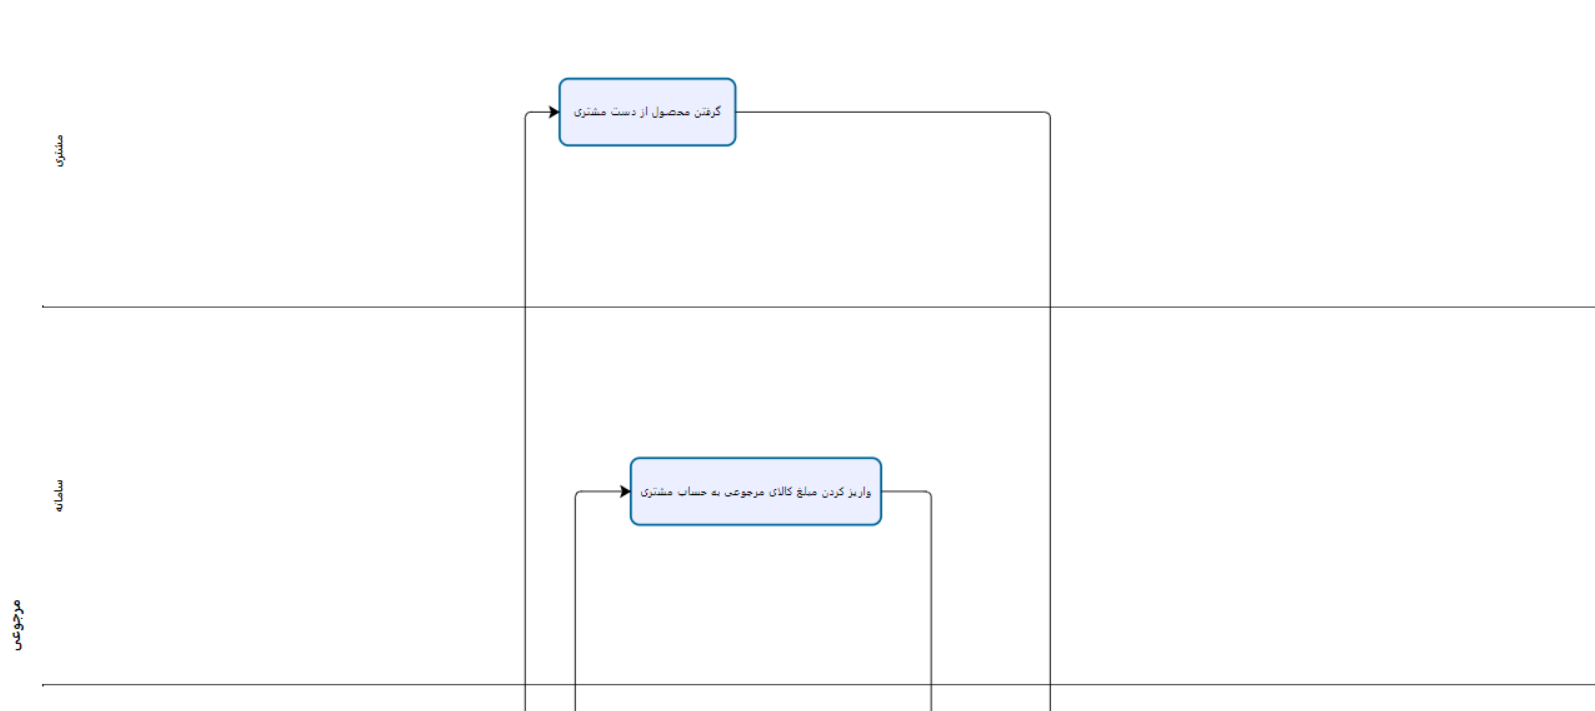 گرفتن محصول از دست مشتری
مشتری
واریز کردن مبلغ کالای مرجوعی به حساب مشتری
سامانه
مرجوعی